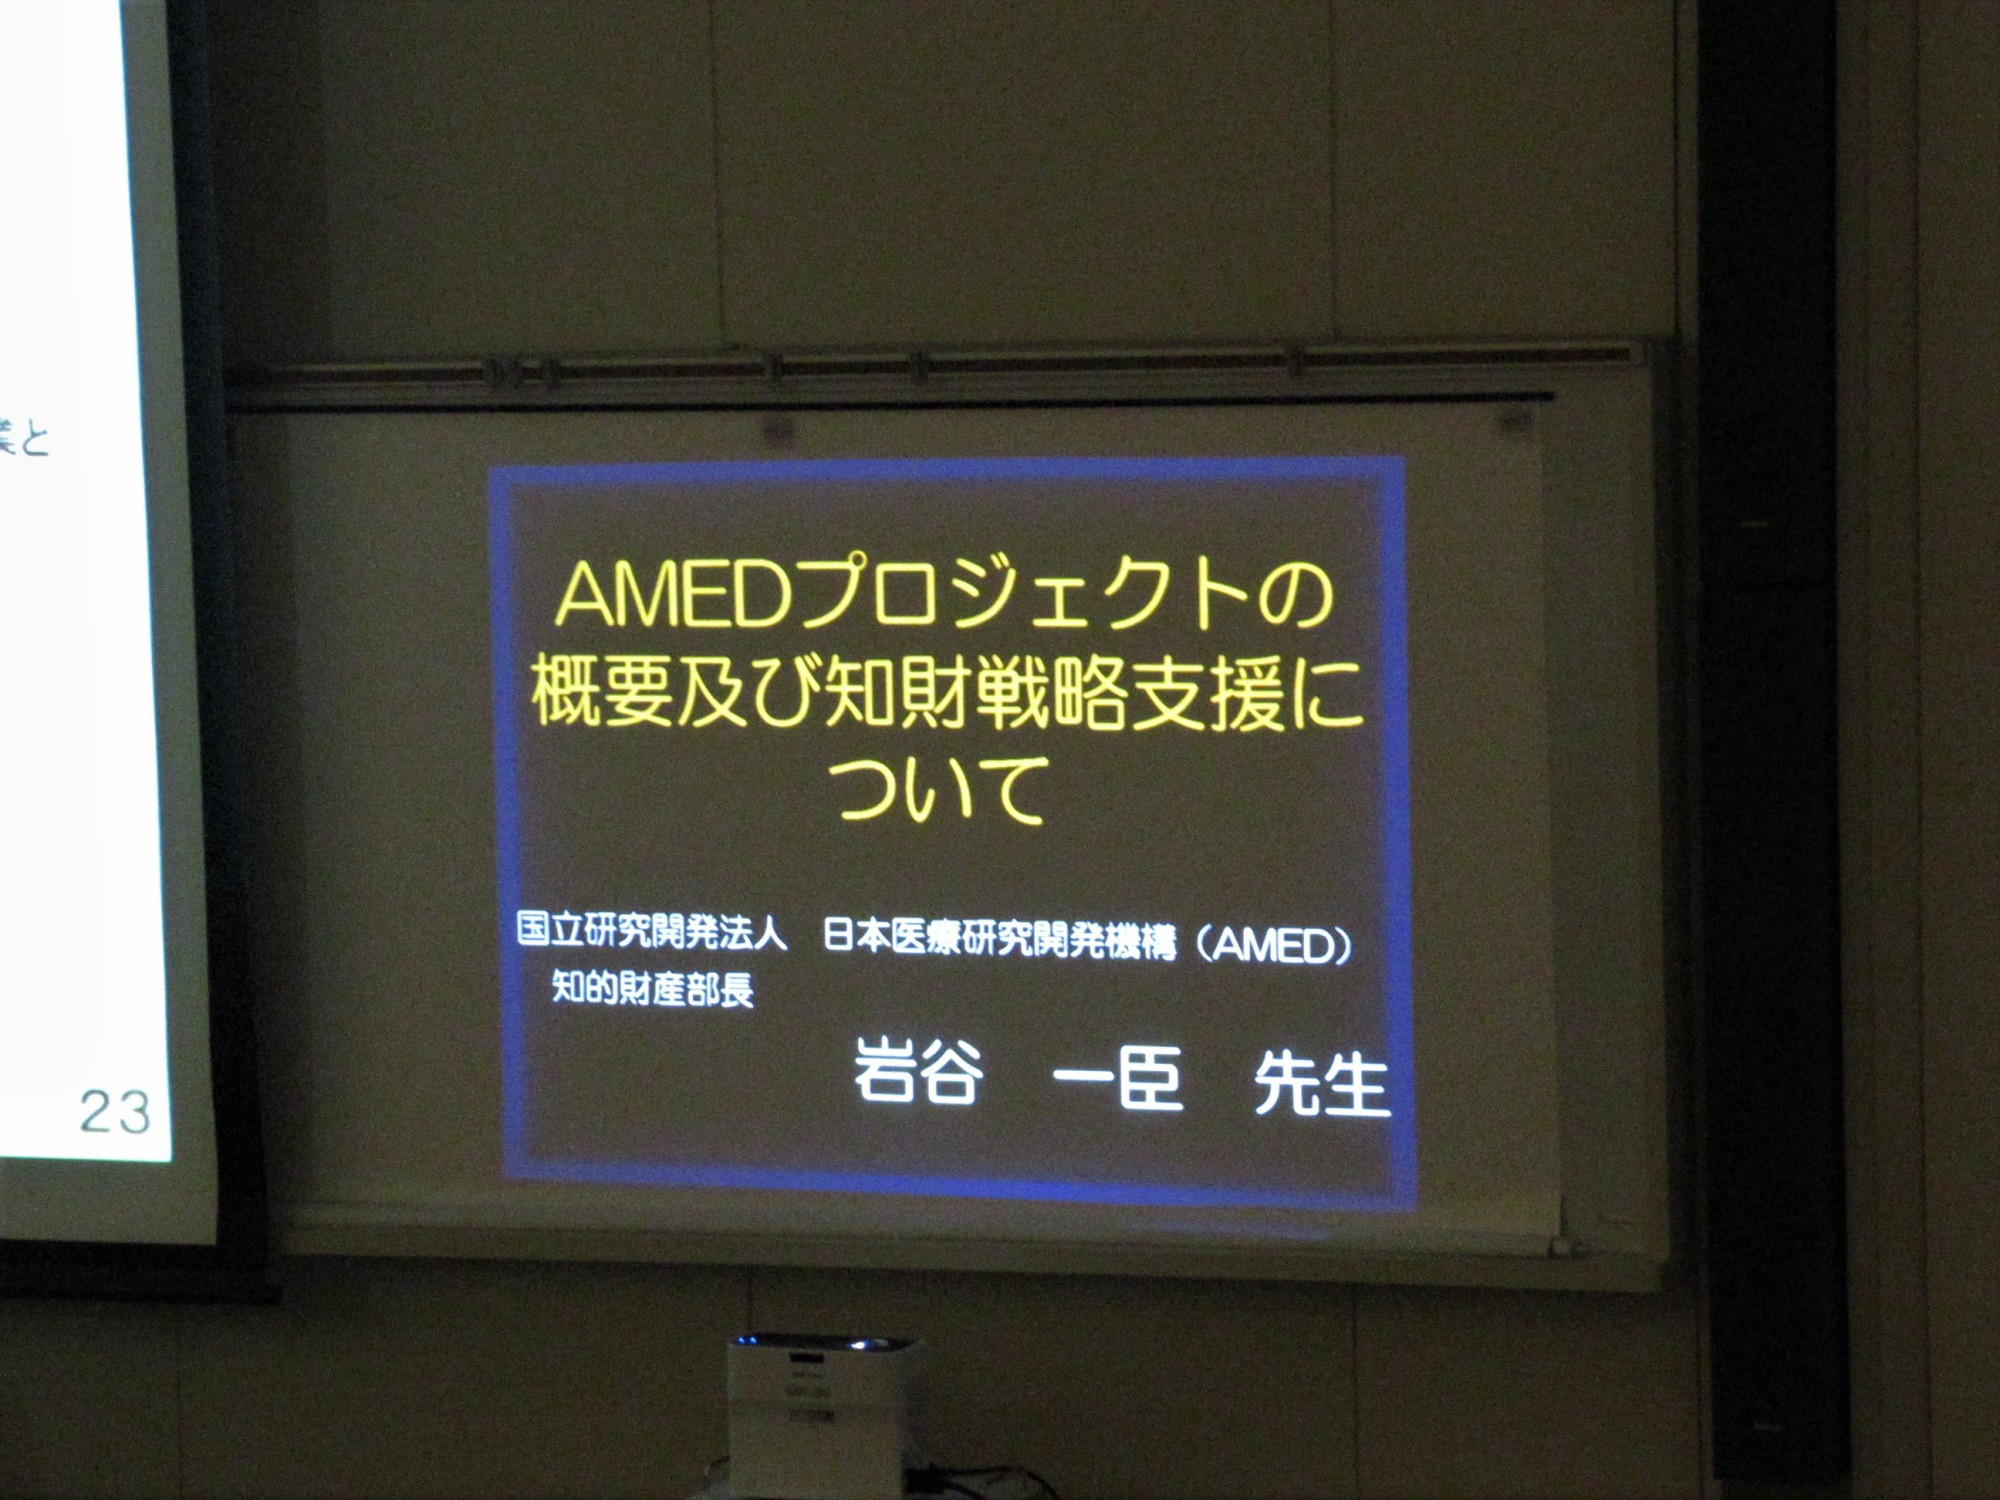 と
23
AMEDプロジェクトの
概要及び知財戦略支援に
ついて
国立研究開発法人　日本医療研究開発機構（AMED）
知的財産部長
岩谷　一臣　先生